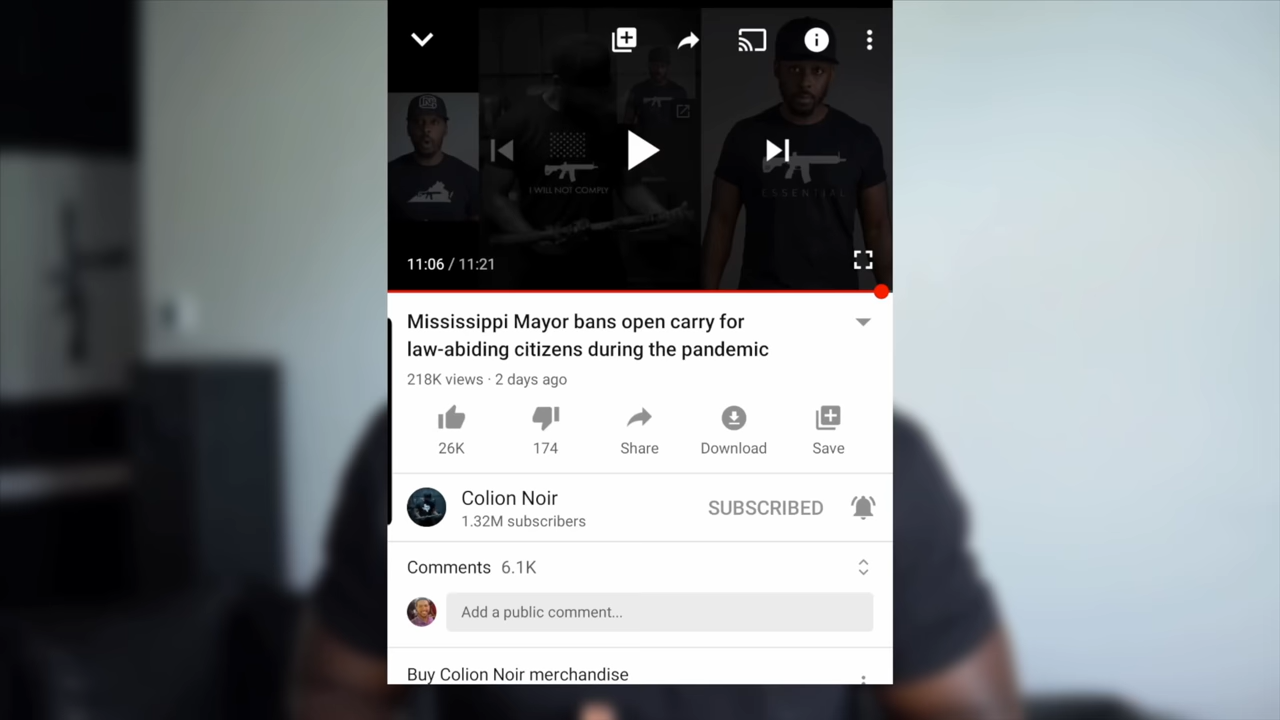 I WILL NOT COMPLY
ESSENTIAL
11:06 / 11:21
Mississippi Mayor bans open carry for
law-abiding citizens during the pandemic
218K views · 2 days ago
26K
174
Share
Download
Save
Colion Noir
1.32M subscribers
SUBSCRIBED
Comments 6.1K
Add a public comment...
Buy Colion Noir merchandise